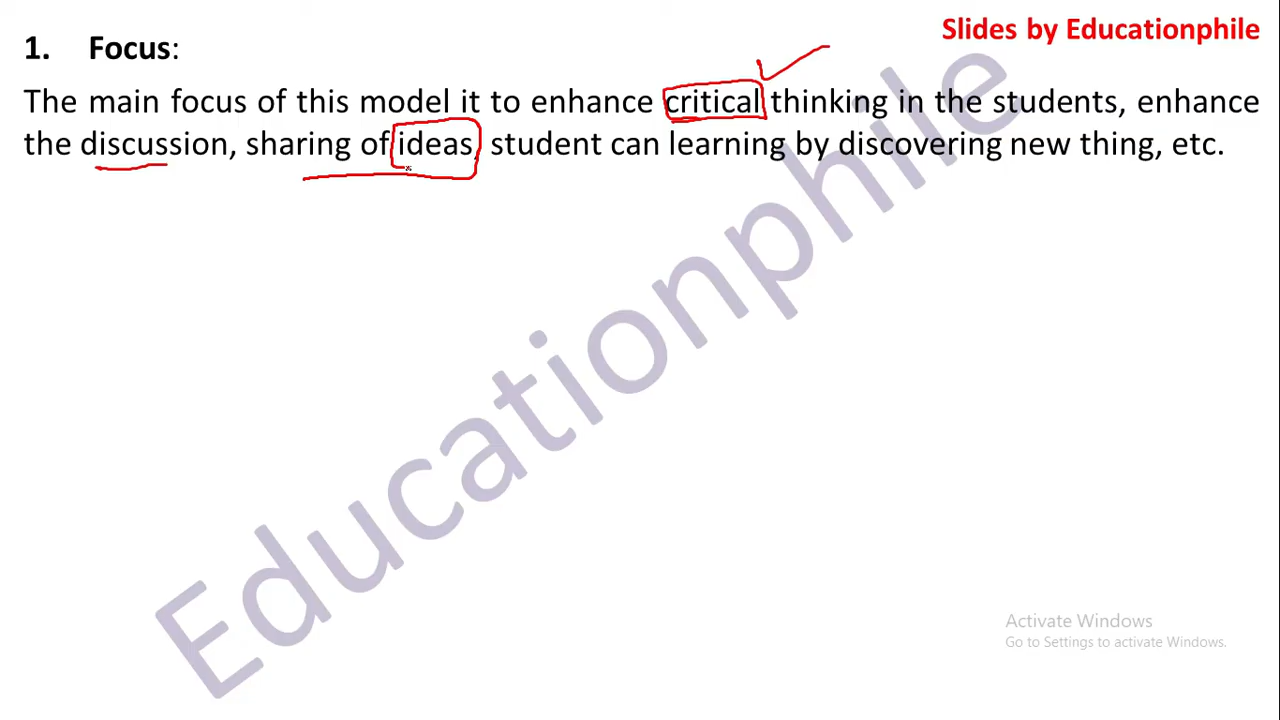 Slides by Educationphile
1. Focus:
The main focus of this model it to enhance critical thinking in the students, enhance
the discussion, sharing of ideas, student can learning by discovering new thing, etc.
Educationphile
Activate Windows
Go to Settings to activate Windows.